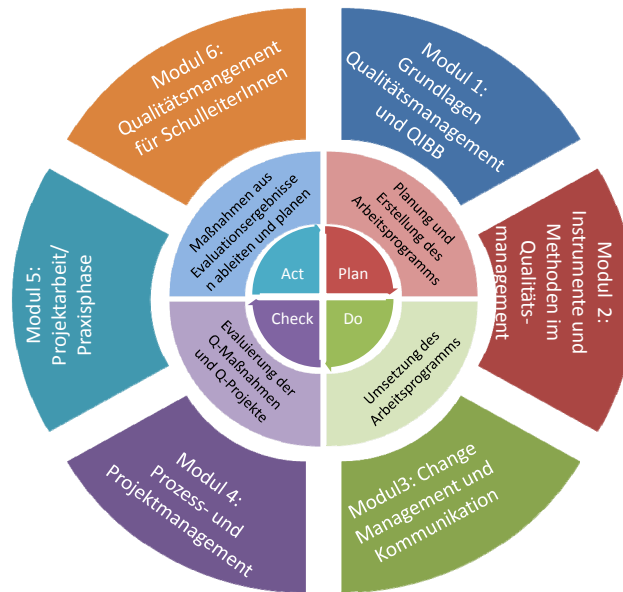 Modul 1:
Grundlagen
Qualitätsmanagement
und QIBB
Modul 2:
Instrumente und
Methoden im
Qualitäts-
management
Modul3: Change
Management und
Kommunikation
Modul 4:
Prozess- und
Projektmanagement
Modul 5:
Projektarbeit/
Praxisphase
Modul 6:
Qualitätsmangement
für SchulleiterInnen
Planung und
Erstellung des
Arbeitsprogramms
Umsetzung des
Arbeitsprogramms
Evaluierung der
Q-Maßnahmen
und Q-Projekte
Maßnahmen aus
Evaluationsergebnisse
n ableiten und planen
Plan
Do
Check
Act